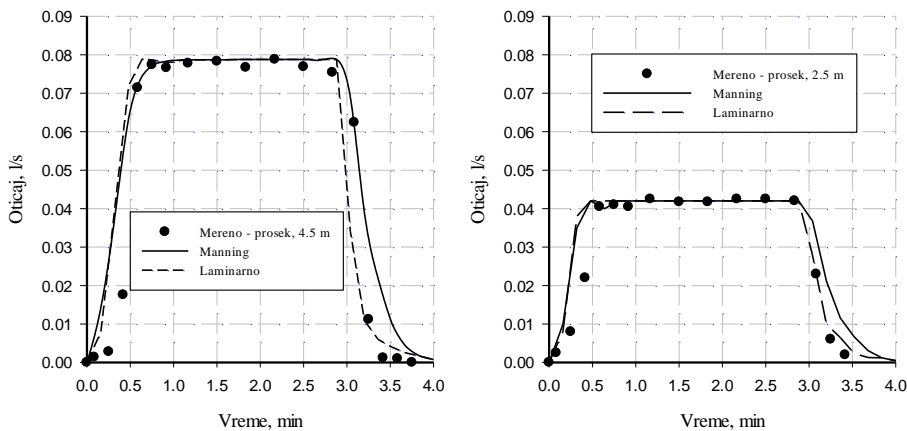 0.09
0.08
0.07
0.06
0.05
0.04
0.03
0.02
0.01
0.00
Oticaj, l/s
Mereno - prosek, 4.5 m
Manning
Laminarno
0.0 0.5 1.0 1.5 2.0 2.5 3.0 3.5 4.0
Vreme, min
0.09
0.08
0.07
0.06
0.05
0.04
0.03
0.02
0.01
0.00
Oticaj, l/s
Mereno - prosek, 2.5 m
Manning
Laminarno
0.0 0.5 1.0 1.5 2.0 2.5 3.0 3.5 4.0
Vreme, min